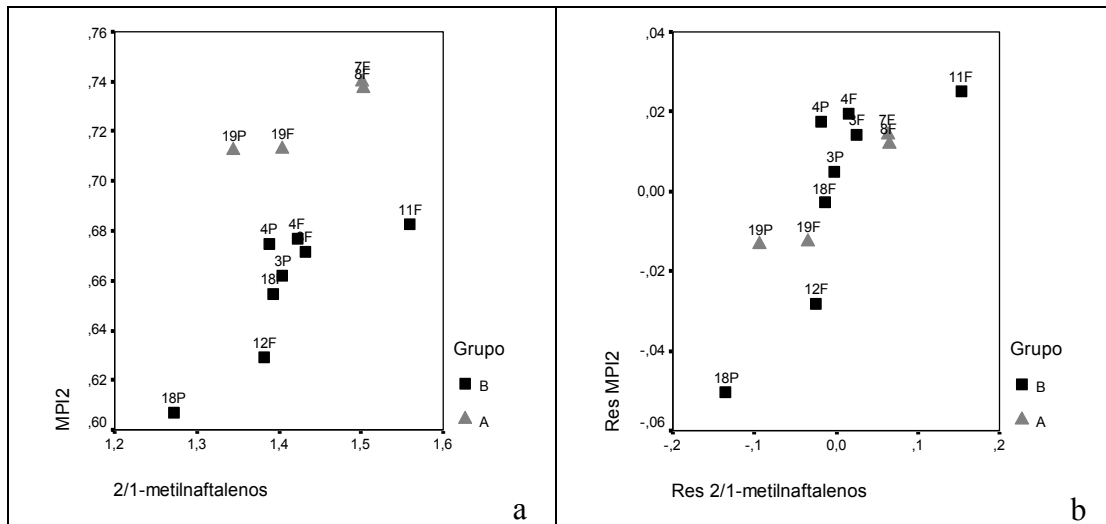 ,76
,74
,72
,70
,68
,66
,64
,62
,60
MPI2
7F
8F
19P
19F
11F
4P
4F
3P
12F
18P
1,2
1,3
1,4
1,5
1,6
2/1-metilnaftalenos
Grupo
B
A
a
,04
,02
0,00
-,02
-,04
-,06
Res MPI2
11F
4P
4F
3F
7F
8F
3P
18F
19P
19F
12F
18P
-,2
-,1
0,0
,1
,2
Res 2/1-metilnaftalenos
Grupo
B
A
b